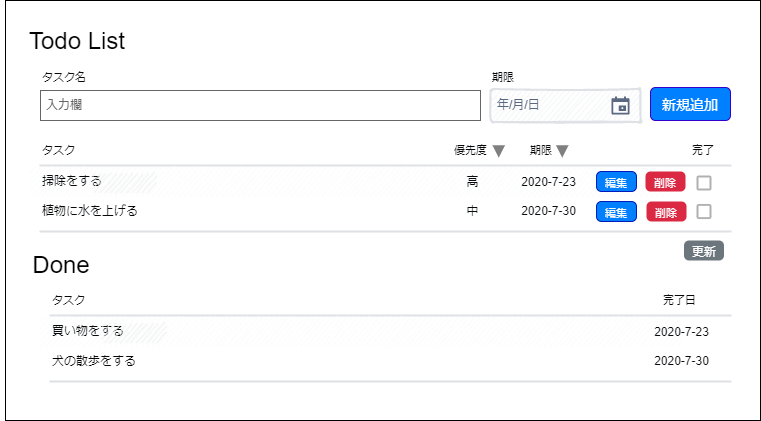 Todo List
タスク名 期限
入力欄 年/月/日 新規追加
タスク 優先度 ▼ 期限 ▼ 完了
掃除をする 高 2020-7-23 編集 削除
植物に水を上げる 中 2020-7-30 編集 削除
更新
Done
タスク 完了日
買い物をする 2020-7-23
犬の散歩をする 2020-7-30